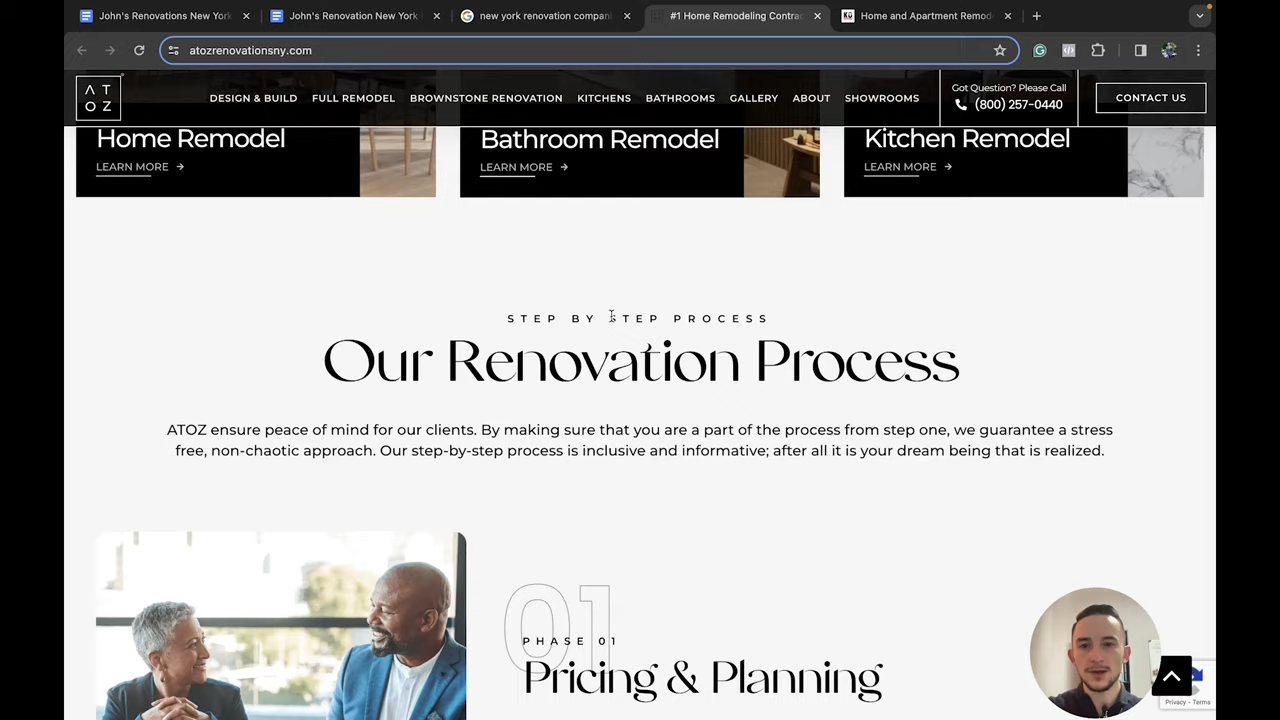 John's Renovations New York
John's Renovation New York
new york renovation compani
#1 Home Remodeling Contrac
Home and Apartment Remode
atozrenovationsny.com
A T
O Z
DESIGN & BUILD
FULL REMODEL
BROWNSTONE RENOVATION
KITCHENS
BATHROOMS
GALLERY
ABOUT
SHOWROOMS
Got Question? Please Call
(800) 257-0440
CONTACT US
Home Remodel
LEARN MORE →
Bathroom Remodel
LEARN MORE →
Kitchen Remodel
LEARN MORE →
STEP BY STEP PROCESS
Our Renovation Process
ATOZ ensure peace of mind for our clients. By making sure that you are a part of the process from step one, we guarantee a stress
free, non-chaotic approach. Our step-by-step process is inclusive and informative; after all it is your dream being that is realized.
01
PHASE 01
Pricing & Planning
Privacy - Terms